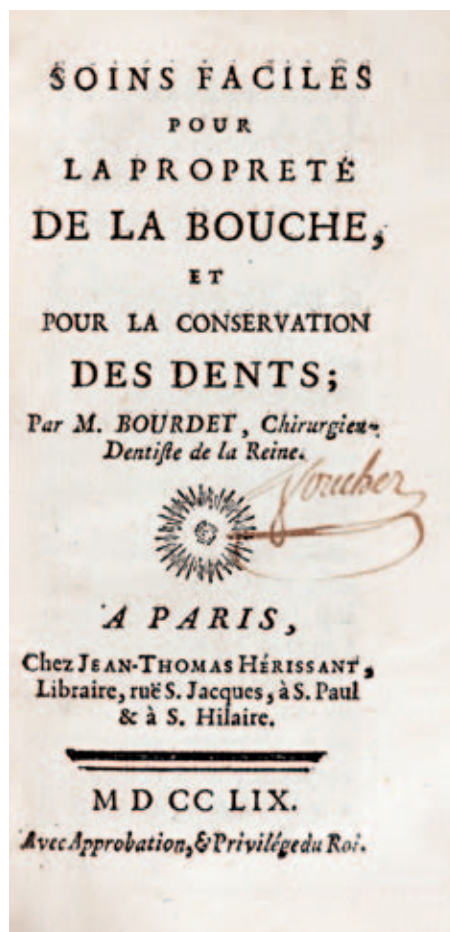 SOINS FACILES
POUR
LA PROPRETÉ
DE LA BOUCHE,
ET
POUR LA CONSERVATION
DES DENTS;
Par M. BOURDET, Chirurgien-
Dentiſte de la Reine.
A PARIS,
Chez JEAN-THOMAS HÉRISSANT,
Libraire, ruë S. Jacques, à S. Paul
& à S. Hilaire.
M D CC LIX.
Avec Approbation, & Privilége du Roi.